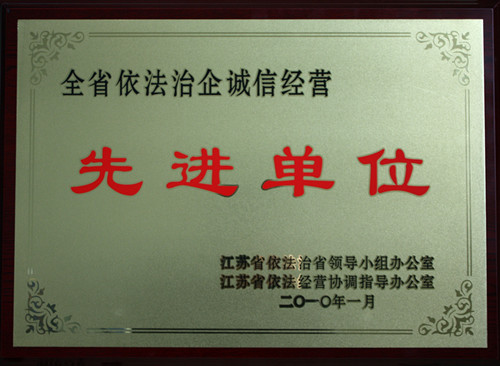 全省依法治企诚信经营
先进单位
江苏省依法治省领导小组办公室
江苏省依法经营协调指导办公室
二〇一〇年一月